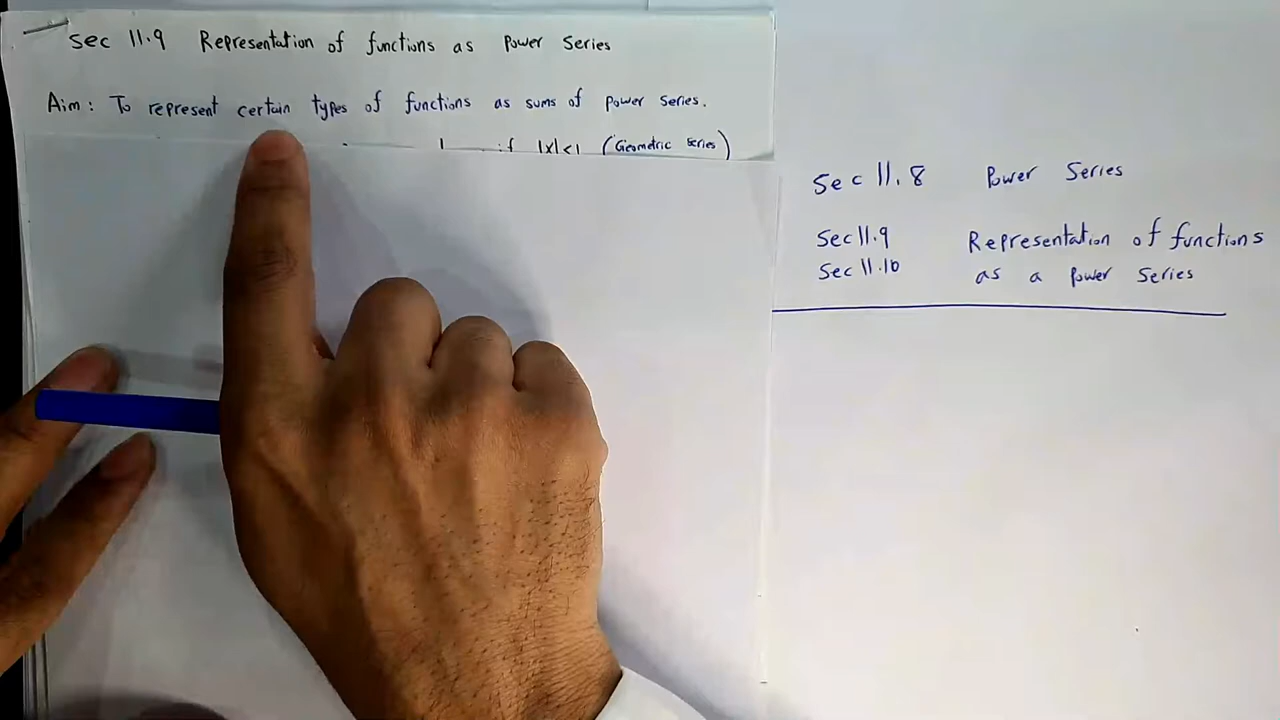 Sec 11.9 Representation of functions as Power Series
Aim: To represent certain types of functions as sums of Power Series.
if |x|<1 (Geometric Series)
Sec 11.8 Power Series
Sec 11.9 Representation of functions
Sec 11.10 as a Power Series